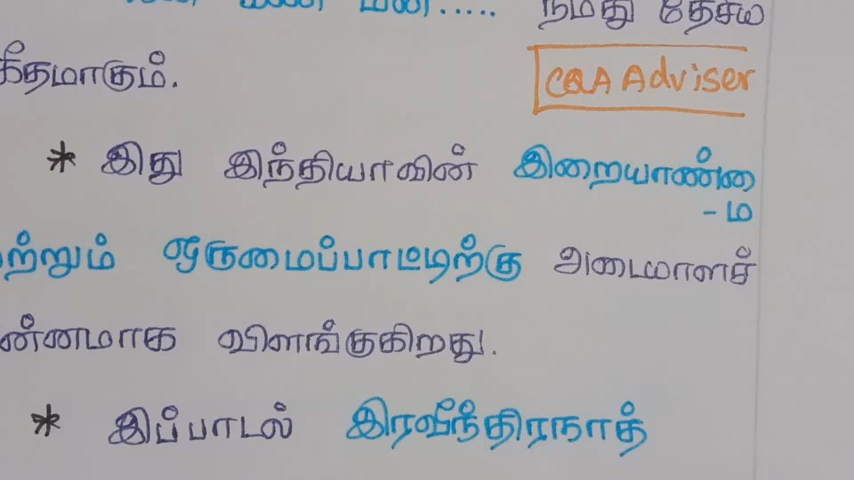 நமது தேசிய
கீதமாகும்.
CQA Adviser
* இது இந்தியாவின் இறையாண்மை
- ம
ற்றும் ஒருமைப்பாட்டிற்கு அடையாளச்
ன்னமாக விளங்குகிறது.
* இப்பாடல் இரவீந்திரநாத்